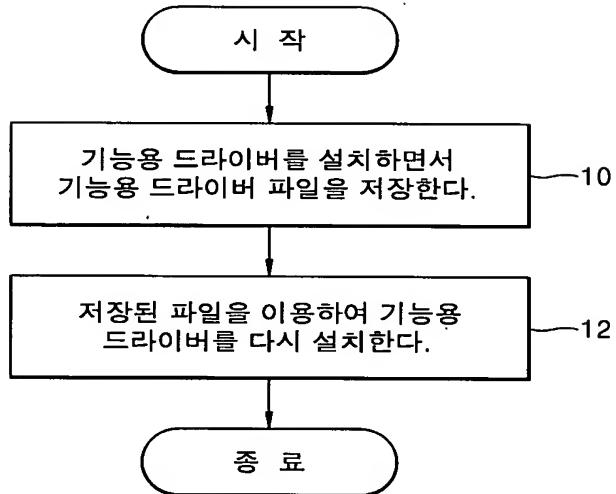 시 작
기능용 드라이버를 설치하면서
기능용 드라이버 파일을 저장한다.
10
저장된 파일을 이용하여 기능용
드라이버를 다시 설치한다.
12
종 료